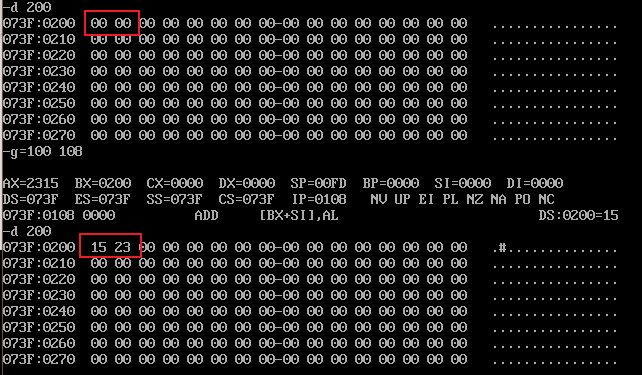 -d 200
073F:0200  00 00 00 00 00 00 00 00-00 00 00 00 00 00 00 00   ................
073F:0210  00 00 00 00 00 00 00 00-00 00 00 00 00 00 00 00   ................
073F:0220  00 00 00 00 00 00 00 00-00 00 00 00 00 00 00 00   ................
073F:0230  00 00 00 00 00 00 00 00-00 00 00 00 00 00 00 00   ................
073F:0240  00 00 00 00 00 00 00 00-00 00 00 00 00 00 00 00   ................
073F:0250  00 00 00 00 00 00 00 00-00 00 00 00 00 00 00 00   ................
073F:0260  00 00 00 00 00 00 00 00-00 00 00 00 00 00 00 00   ................
073F:0270  00 00 00 00 00 00 00 00-00 00 00 00 00 00 00 00   ................
-g=100 108
AX=2315  BX=0200  CX=0000  DX=0000  SP=00FD  BP=0000  SI=0000  DI=0000
DS=073F  ES=073F  SS=073F  CS=073F  IP=0108   NV UP EI PL NZ NA PO NC
073F:0108 0000          ADD     [BX+SI],AL                         DS:0200=15
-d 200
073F:0200  15 23 00 00 00 00 00 00-00 00 00 00 00 00 00 00   .#..............
073F:0210  00 00 00 00 00 00 00 00-00 00 00 00 00 00 00 00   ................
073F:0220  00 00 00 00 00 00 00 00-00 00 00 00 00 00 00 00   ................
073F:0230  00 00 00 00 00 00 00 00-00 00 00 00 00 00 00 00   ................
073F:0240  00 00 00 00 00 00 00 00-00 00 00 00 00 00 00 00   ................
073F:0250  00 00 00 00 00 00 00 00-00 00 00 00 00 00 00 00   ................
073F:0260  00 00 00 00 00 00 00 00-00 00 00 00 00 00 00 00   ................
073F:0270  00 00 00 00 00 00 00 00-00 00 00 00 00 00 00 00   ................